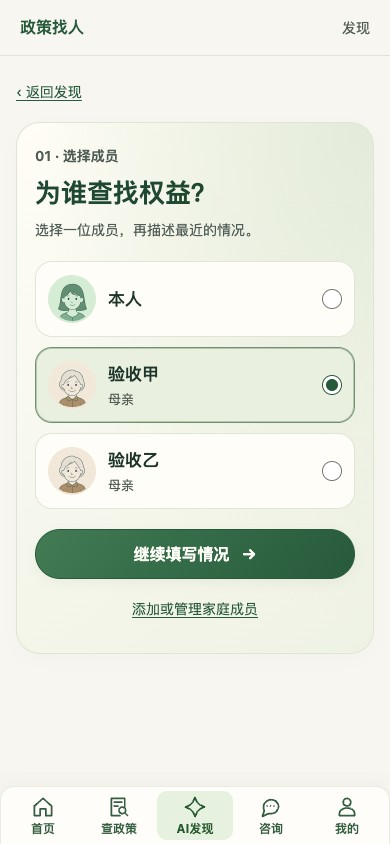 政策找人
发现
‹ 返回发现
01 · 选择成员
为谁查找权益?
选择一位成员，再描述最近的情况。
本人
验收甲
母亲
验收乙
母亲
继续填写情况 →
添加或管理家庭成员
首页
查政策
AI发现
咨询
我的